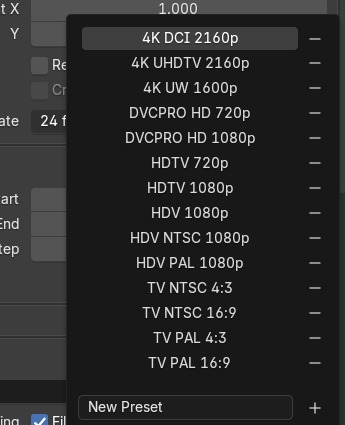 t X 1.000
4K DCI 2160p
Y
4K UHDTV 2160p
Re
4K UW 1600p
Cr
DVCPRO HD 720p
ate 24 f
DVCPRO HD 1080p
HDTV 720p
HDTV 1080p
art
HDV 1080p
End
HDV NTSC 1080p
tep
HDV PAL 1080p
TV NTSC 4:3
TV NTSC 16:9
TV PAL 4:3
TV PAL 16:9
New Preset
ing Fil